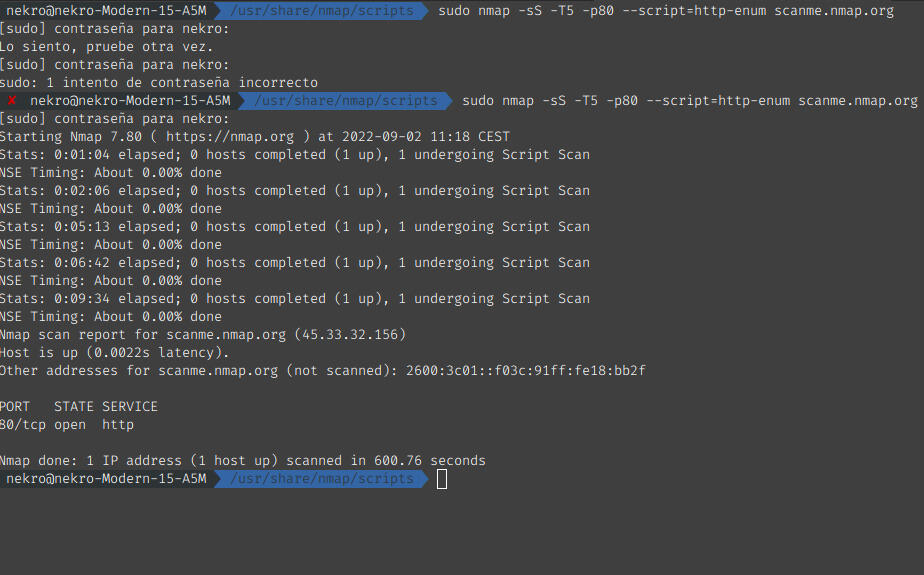 nekro@nekro-Modern-15-A5M /usr/share/nmap/scripts sudo nmap -sS -T5 -p80 --script=http-enum scanme.nmap.org
[sudo] contraseña para nekro:
Lo siento, pruebe otra vez.
[sudo] contraseña para nekro:
sudo: 1 intento de contraseña incorrecto
✘ nekro@nekro-Modern-15-A5M /usr/share/nmap/scripts sudo nmap -sS -T5 -p80 --script=http-enum scanme.nmap.org
[sudo] contraseña para nekro:
Starting Nmap 7.80 ( https://nmap.org ) at 2022-09-02 11:18 CEST
Stats: 0:01:04 elapsed; 0 hosts completed (1 up), 1 undergoing Script Scan
NSE Timing: About 0.00% done
Stats: 0:02:06 elapsed; 0 hosts completed (1 up), 1 undergoing Script Scan
NSE Timing: About 0.00% done
Stats: 0:05:13 elapsed; 0 hosts completed (1 up), 1 undergoing Script Scan
NSE Timing: About 0.00% done
Stats: 0:06:42 elapsed; 0 hosts completed (1 up), 1 undergoing Script Scan
NSE Timing: About 0.00% done
Stats: 0:09:34 elapsed; 0 hosts completed (1 up), 1 undergoing Script Scan
NSE Timing: About 0.00% done
Nmap scan report for scanme.nmap.org (45.33.32.156)
Host is up (0.0022s latency).
Other addresses for scanme.nmap.org (not scanned): 2600:3c01::f03c:91ff:fe18:bb2f
PORT STATE SERVICE
80/tcp open http
Nmap done: 1 IP address (1 host up) scanned in 600.76 seconds
nekro@nekro-Modern-15-A5M /usr/share/nmap/scripts